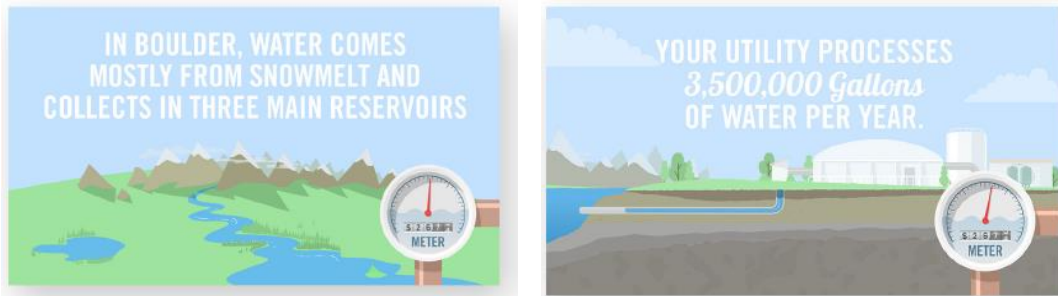 IN BOULDER, WATER COMES
MOSTLY FROM SNOWMELT AND
COLLECTS IN THREE MAIN RESERVOIRS
METER
YOUR UTILITY PROCESSES
3,500,000 Gallons
OF WATER PER YEAR.
METER